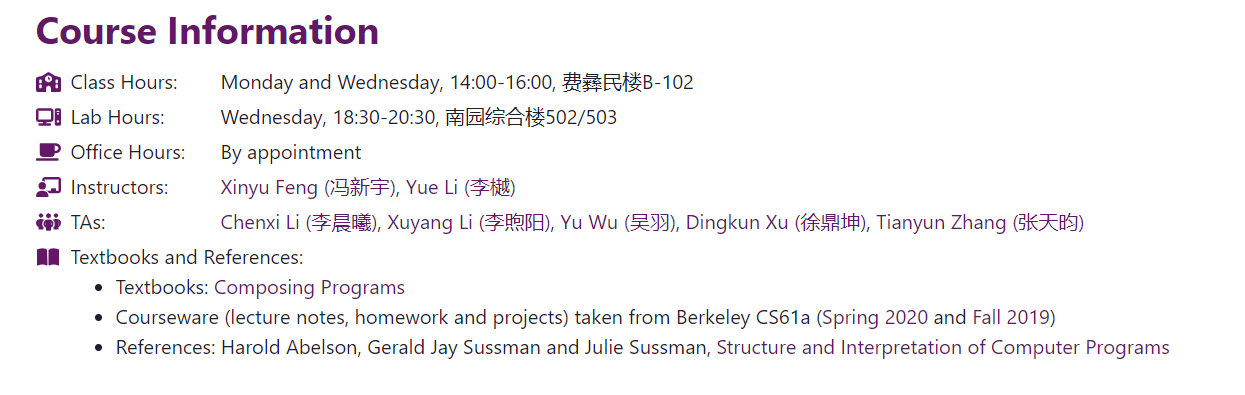 Course Information
Class Hours: Monday and Wednesday, 14:00-16:00, 费彝民楼B-102
Lab Hours: Wednesday, 18:30-20:30, 南园综合楼502/503
Office Hours: By appointment
Instructors: Xinyu Feng (冯新宇), Yue Li (李樾)
TAs: Chenxi Li (李晨曦), Xuyang Li (李煦阳), Yu Wu (吴羽), Dingkun Xu (徐鼎坤), Tianyun Zhang (张天昀)
Textbooks and References:
• Textbooks: Composing Programs
• Courseware (lecture notes, homework and projects) taken from Berkeley CS61a (Spring 2020 and Fall 2019)
• References: Harold Abelson, Gerald Jay Sussman and Julie Sussman, Structure and Interpretation of Computer Programs